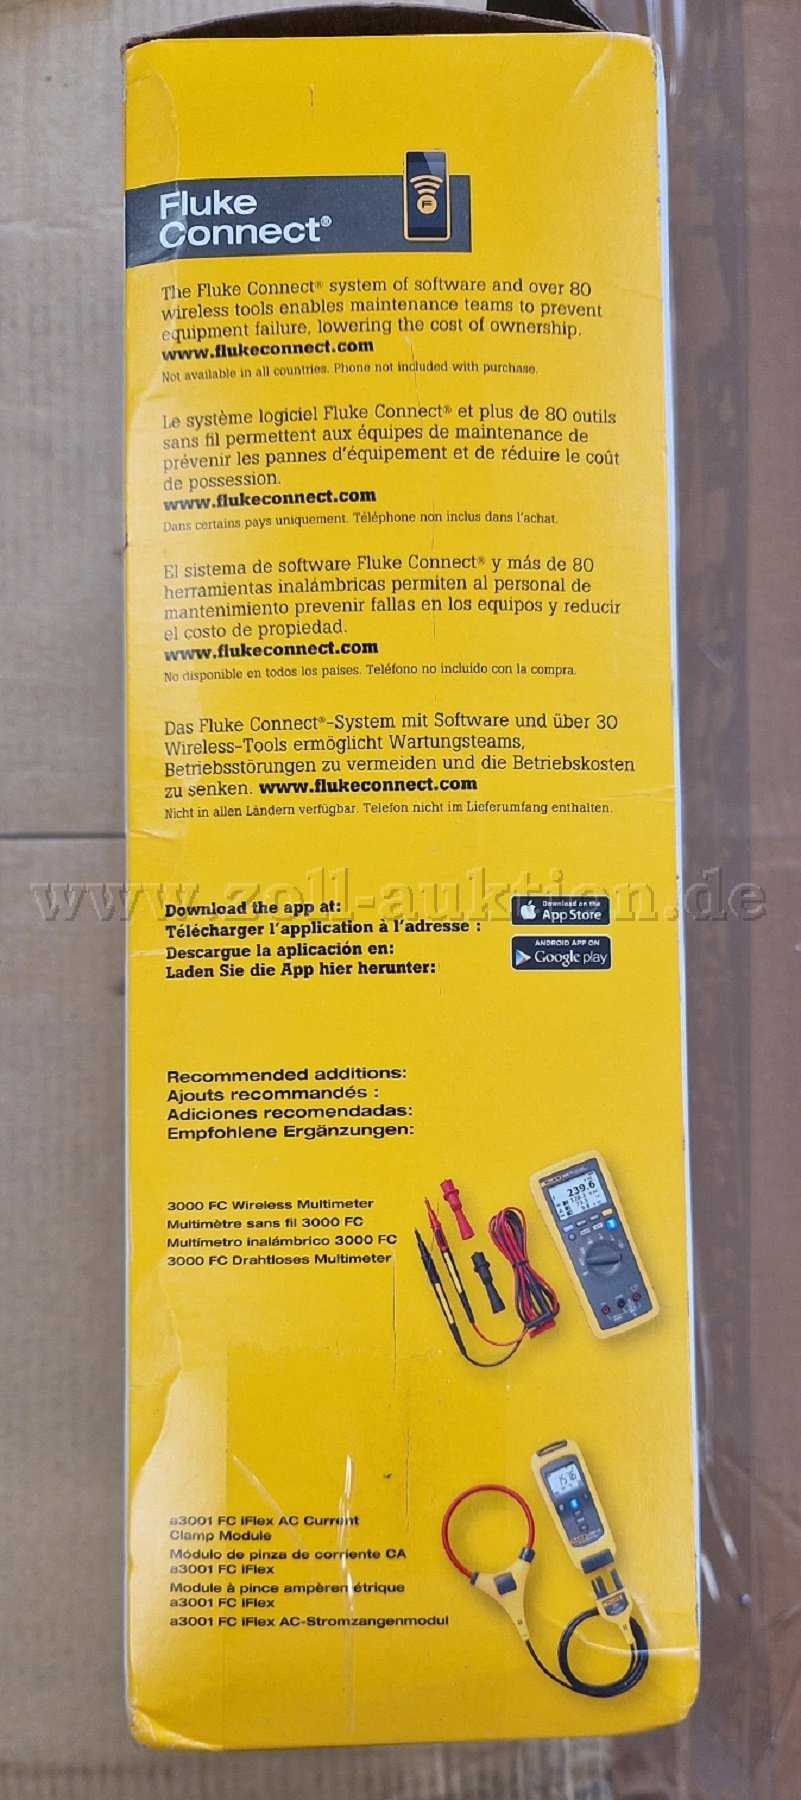 Fluke
Connect®
The Fluke Connect® system of software and over 80
wireless tools enables maintenance teams to prevent
equipment failure, lowering the cost of ownership.
www.flukeconnect.com
Not available in all countries. Phone not included with purchase.
Le système logiciel Fluke Connect® et plus de 80 outils
sans fil permettent aux équipes de maintenance de
prévenir les pannes d'équipement et de réduire le coût
de possession.
www.flukeconnect.com
Dans certains pays uniquement. Téléphone non inclus dans l'achat.
El sistema de software Fluke Connect® y más de 80
herramientas inalámbricas permiten al personal de
mantenimiento prevenir fallas en los equipos y reducir
el costo de propiedad.
www.flukeconnect.com
No disponible en todos los países. Teléfono no incluido con la compra.
Das Fluke Connect®-System mit Software und über 30
Wireless-Tools ermöglicht Wartungsteams,
Betriebsstörungen zu vermeiden und die Betriebskosten
zu senken. www.flukeconnect.com
Nicht in allen Ländern verfügbar. Telefon nicht im Lieferumfang enthalten.
www.zoll-auktion.de
Download the app at:
Télécharger l'application à l'adresse :
Descargue la aplicación en:
Laden Sie die App hier herunter:
Download on the
App Store
ANDROID APP ON
Google play
Recommended additions:
Ajouts recommandés :
Adiciones recomendadas:
Empfohlene Ergänzungen:
3000 FC Wireless Multimeter
Multimètre sans fil 3000 FC
Multímetro inalámbrico 3000 FC
3000 FC Drahtloses Multimeter
239.6
a3001 FC iFlex AC Current
Clamp Module
Módulo de pinza de corriente CA
a3001 FC iFlex
Module à pince ampèremétrique
a3001 FC iFlex
a3001 FC iFlex AC-Stromzangenmodul